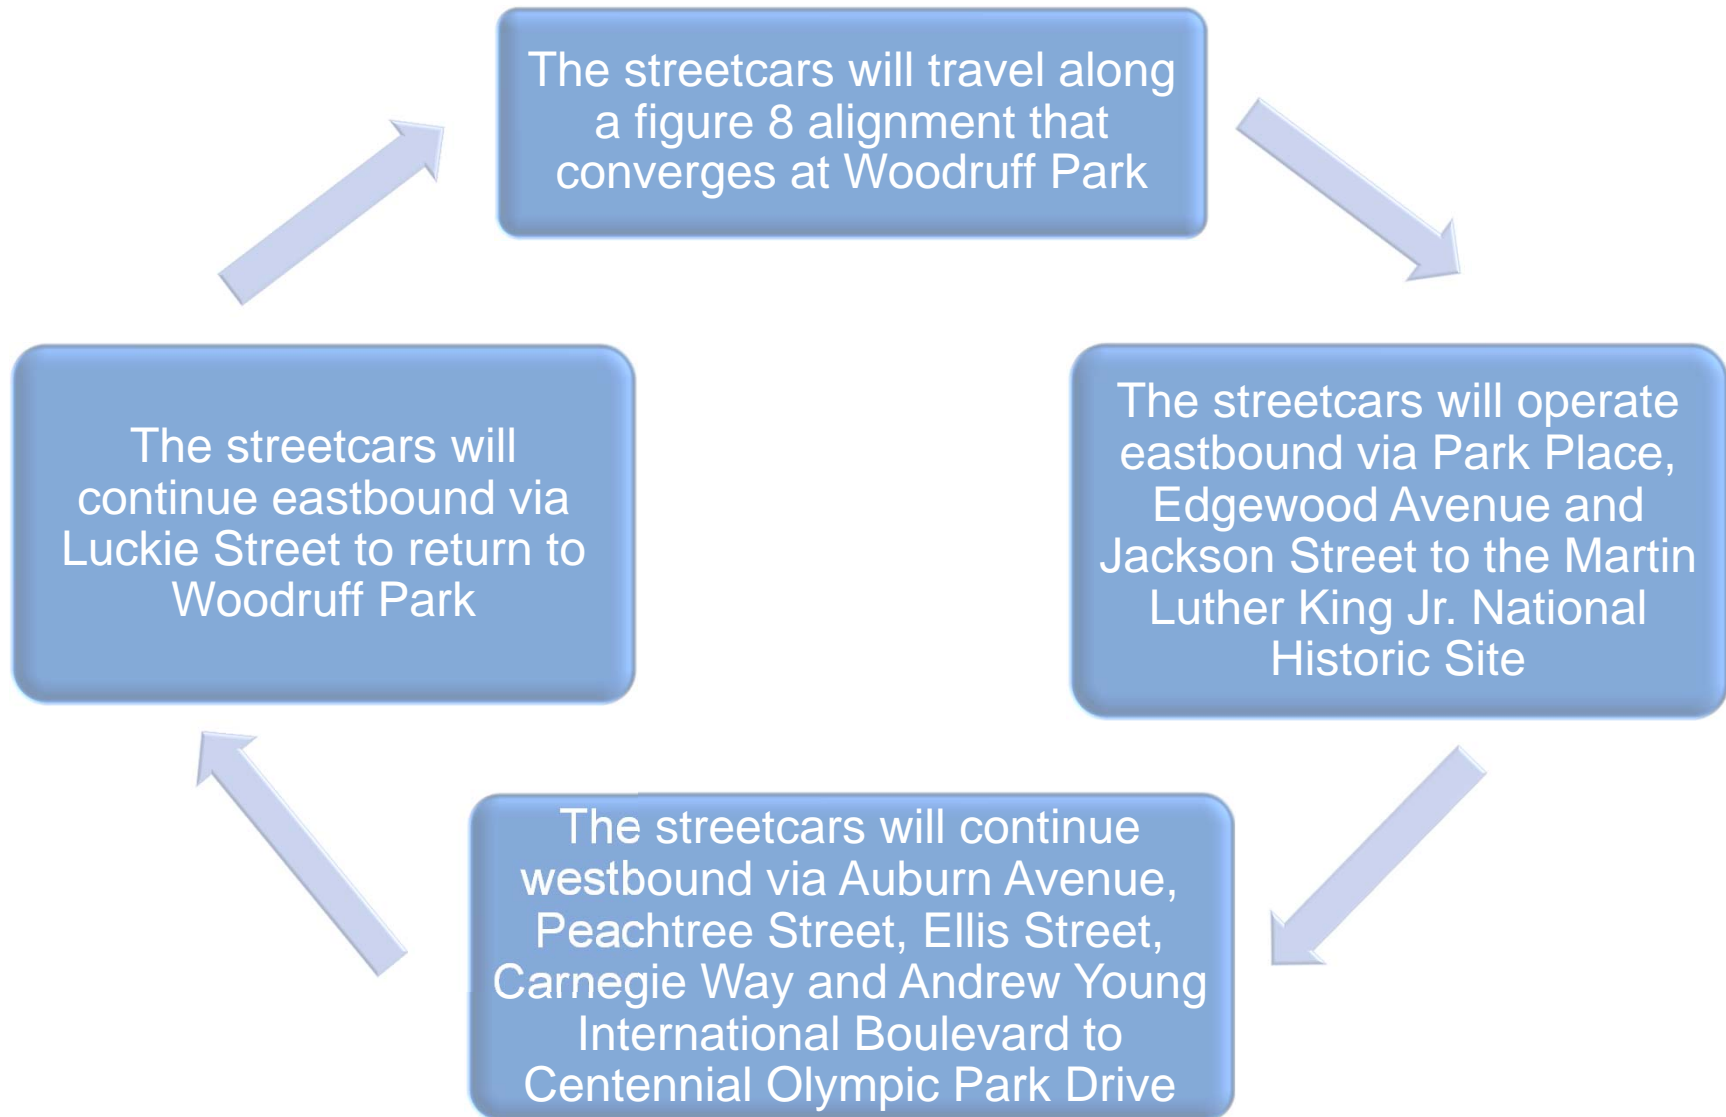 The streetcars will travel along
a figure 8 alignment that
converges at Woodruff Park
The streetcars will operate
eastbound via Park Place,
Edgewood Avenue and
Jackson Street to the Martin
Luther King Jr. National
Historic Site
The streetcars will continue
westbound via Auburn Avenue,
Peachtree Street, Ellis Street,
Carnegie Way and Andrew Young
International Boulevard to
Centennial Olympic Park Drive
The streetcars will
continue eastbound via
Luckie Street to return to
Woodruff Park